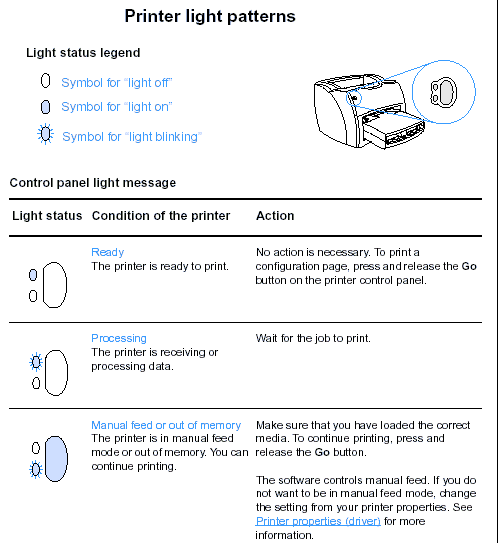 Printer light patterns
Light status legend
Symbol for “light off”
Symbol for “light on”
Symbol for “light blinking”
Control panel light message
Light status Condition of the printer Action
Ready
The printer is ready to print.
No action is necessary. To print a
configuration page, press and release the Go
button on the printer control panel.
Processing
The printer is receiving or
processing data.
Wait for the job to print.
Manual feed or out of memory
The printer is in manual feed
mode or out of memory. You can
continue printing.
Make sure that you have loaded the correct
media. To continue printing, press and
release the Go button.
The software controls manual feed. If you do
not want to be in manual feed mode, change
the setting from your printer properties. See
Printer properties (driver) for more
information.